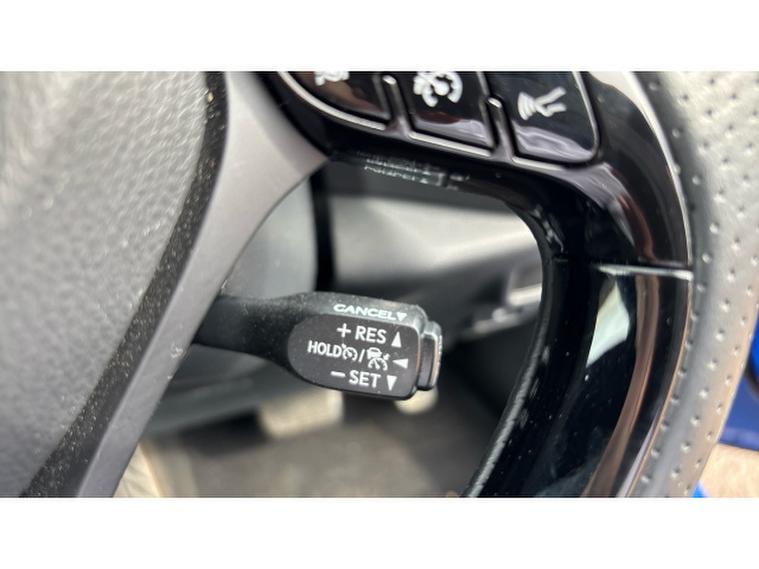 CANCEL▼
+ RES ▲
HOLD / ◄
− SET ▼